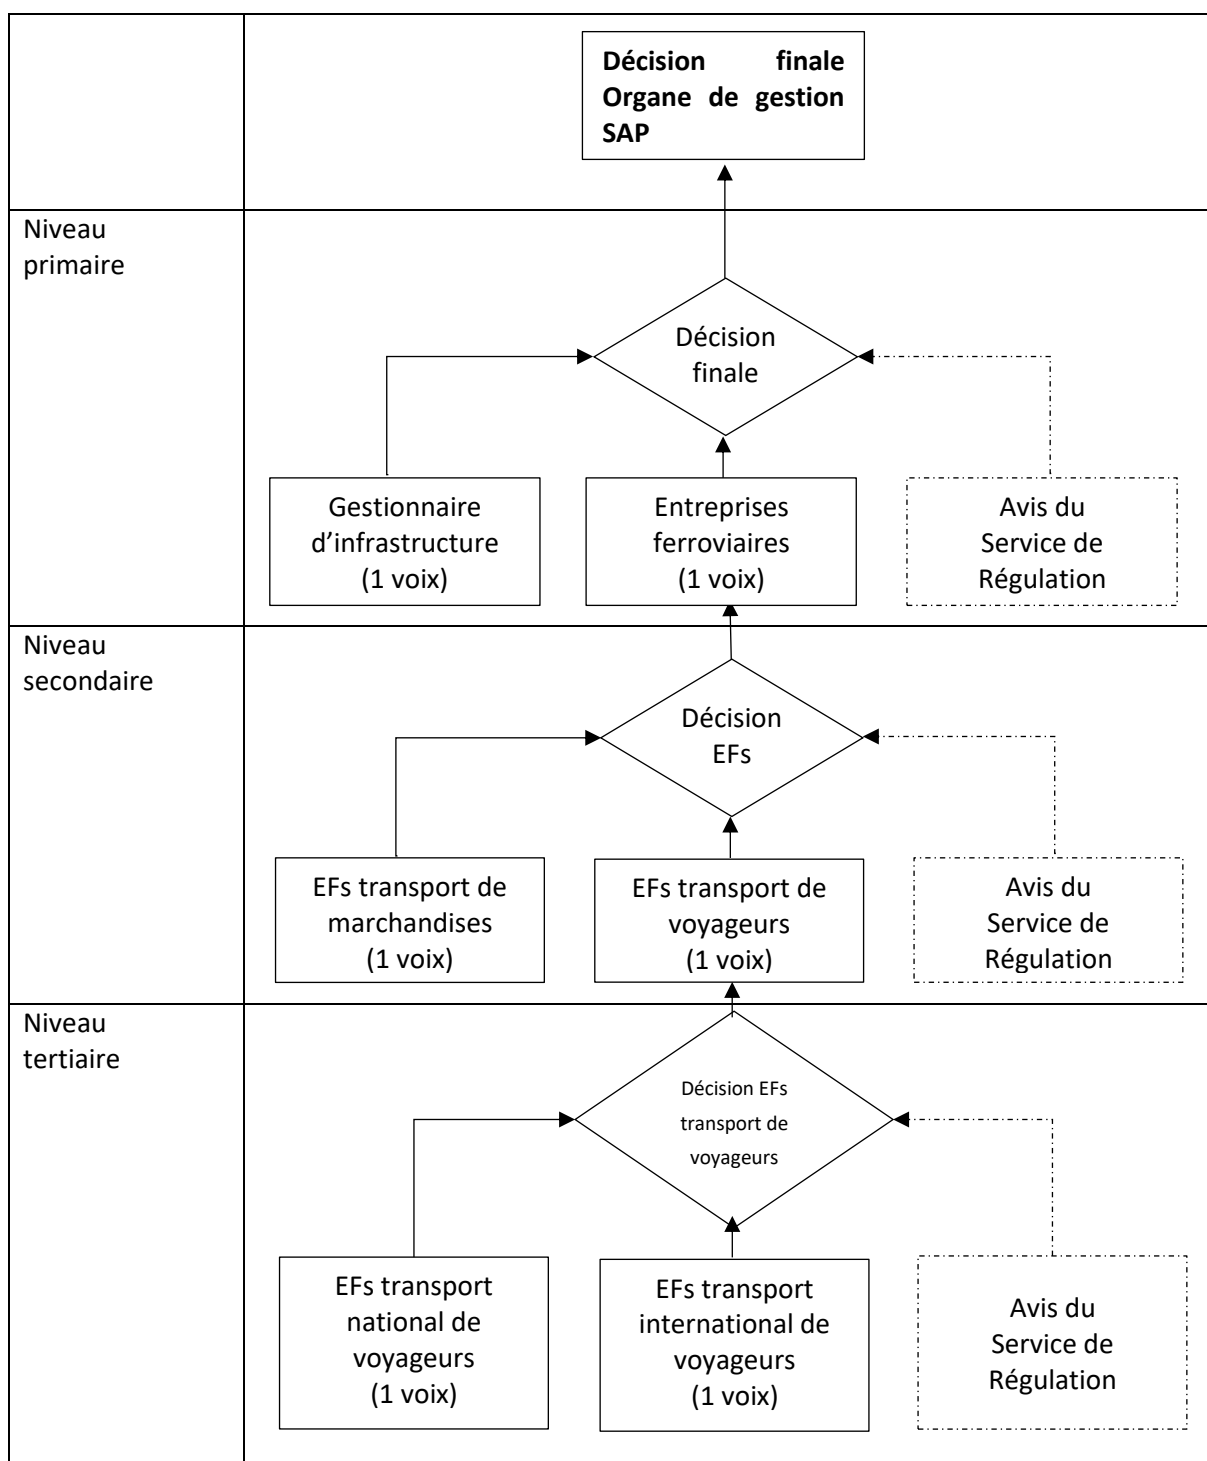 Décision finale
Organe de gestion
SAP
Niveau
primaire
Décision
finale
Gestionnaire
d’infrastructure
(1 voix)
Entreprises
ferroviaires
(1 voix)
Avis du
Service de
Régulation
Niveau
secondaire
Décision
EFs
EFs transport de
marchandises
(1 voix)
EFs transport de
voyageurs
(1 voix)
Avis du
Service de
Régulation
Niveau
tertiaire
Décision EFs
transport de
voyageurs
EFs transport
national de
voyageurs
(1 voix)
EFs transport
international de
voyageurs
(1 voix)
Avis du
Service de
Régulation